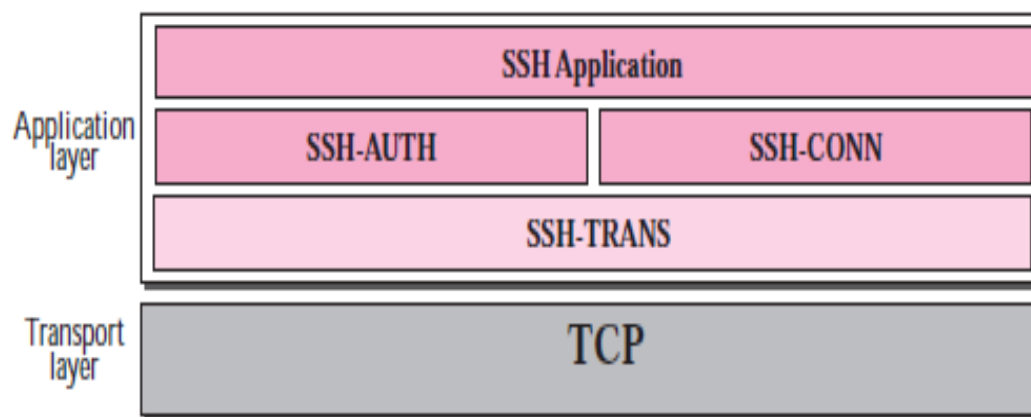 SSH Application
Application
layer
SSH-AUTH
SSH-CONN
SSH-TRANS
Transport
layer
TCP